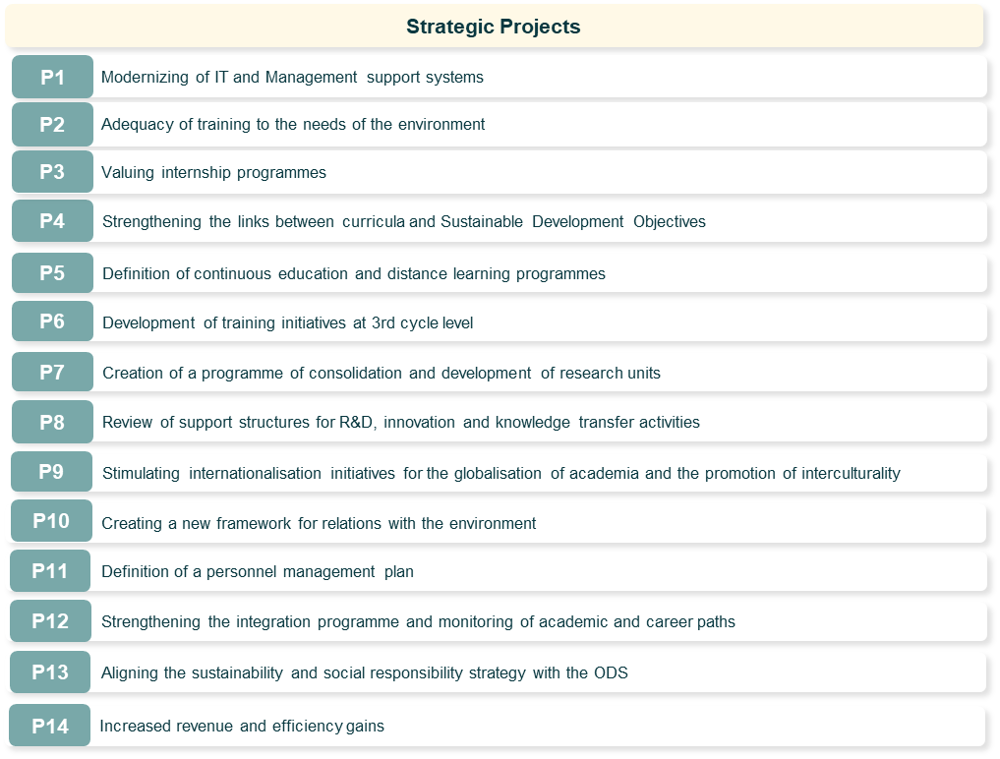 Strategic Projects
P1 Modernizing of IT and Management support systems
P2 Adequacy of training to the needs of the environment
P3 Valuing internship programmes
P4 Strengthening the links between curricula and Sustainable Development Objectives
P5 Definition of continuous education and distance learning programmes
P6 Development of training initiatives at 3rd cycle level
P7 Creation of a programme of consolidation and development of research units
P8 Review of support structures for R&D, innovation and knowledge transfer activities
P9 Stimulating internationalisation initiatives for the globalisation of academia and the promotion of interculturality
P10 Creating a new framework for relations with the environment
P11 Definition of a personnel management plan
P12 Strengthening the integration programme and monitoring of academic and career paths
P13 Aligning the sustainability and social responsibility strategy with the ODS
P14 Increased revenue and efficiency gains